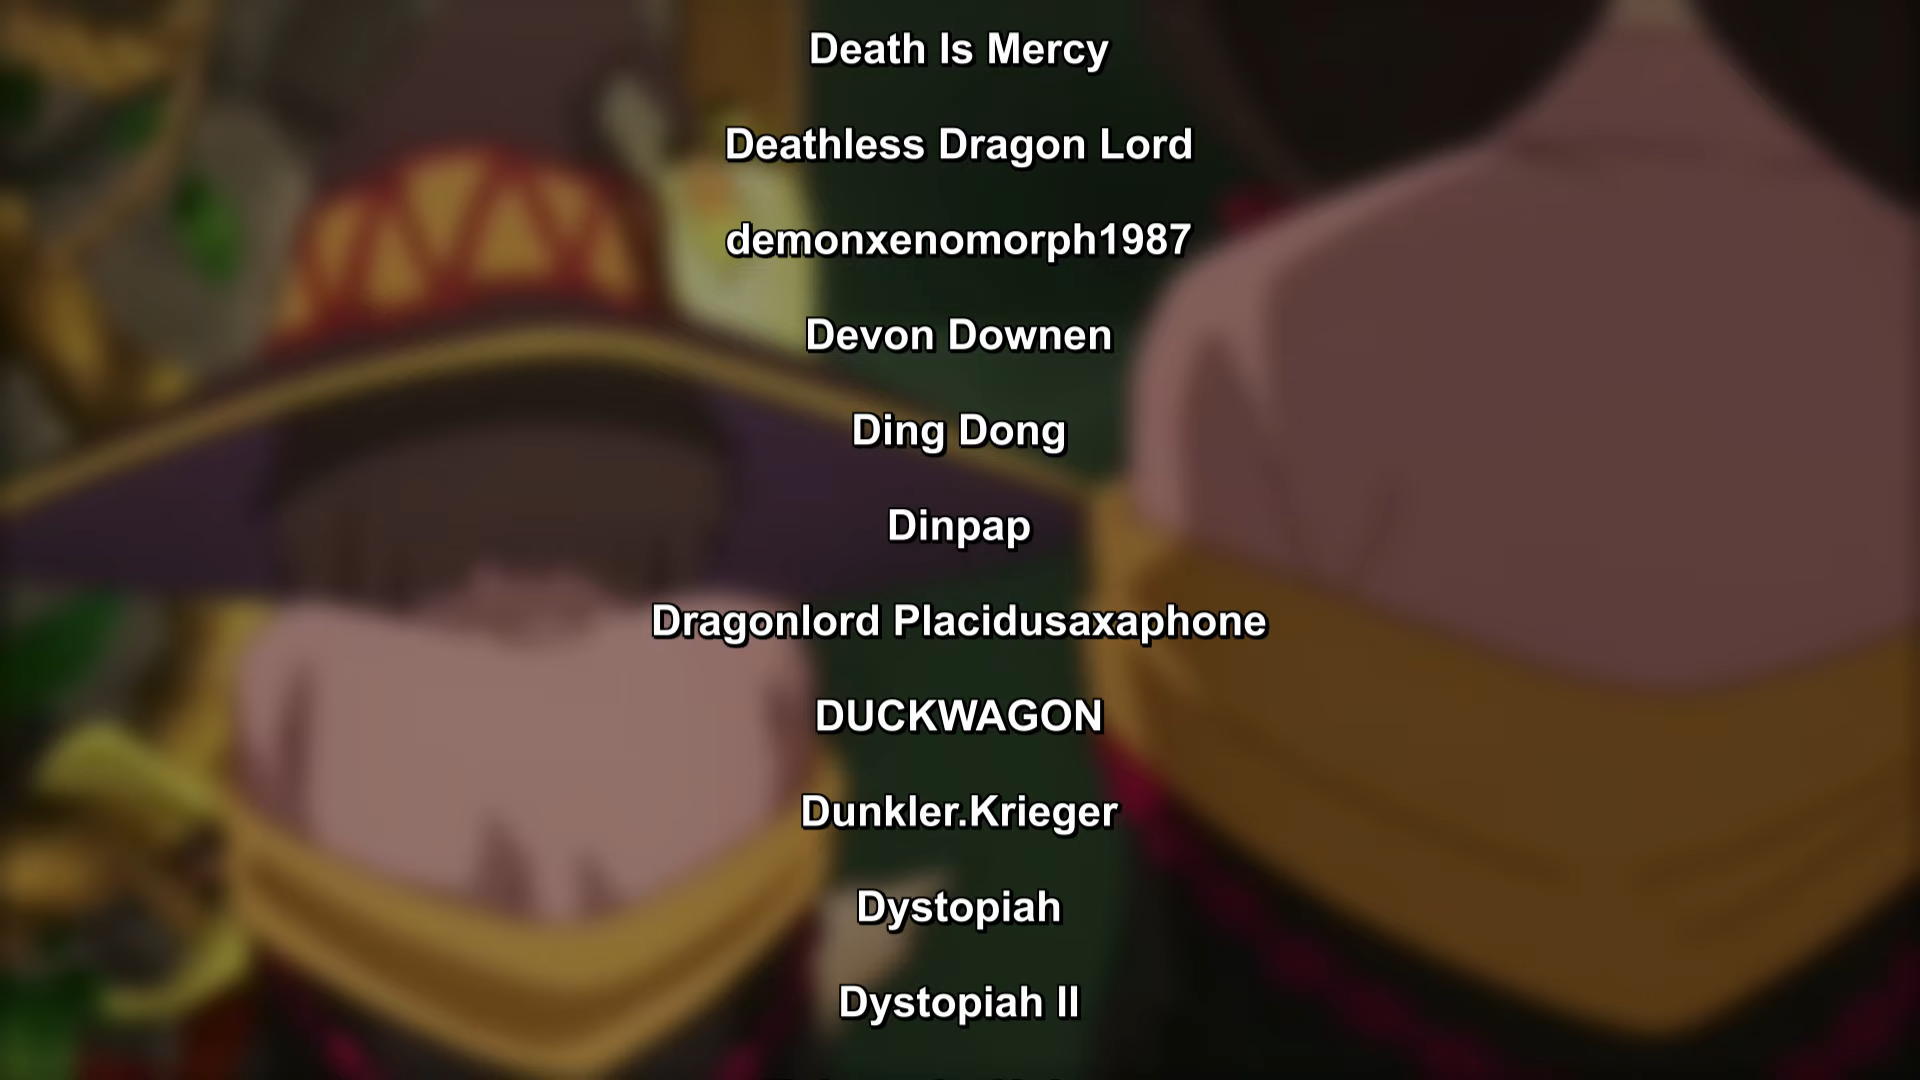 Death Is Mercy
Deathless Dragon Lord
demonxenomorph1987
Devon Downen
Ding Dong
Dinpap
Dragonlord Placidusaxaphone
DUCKWAGON
Dunkler.Krieger
Dystopiah
Dystopiah II